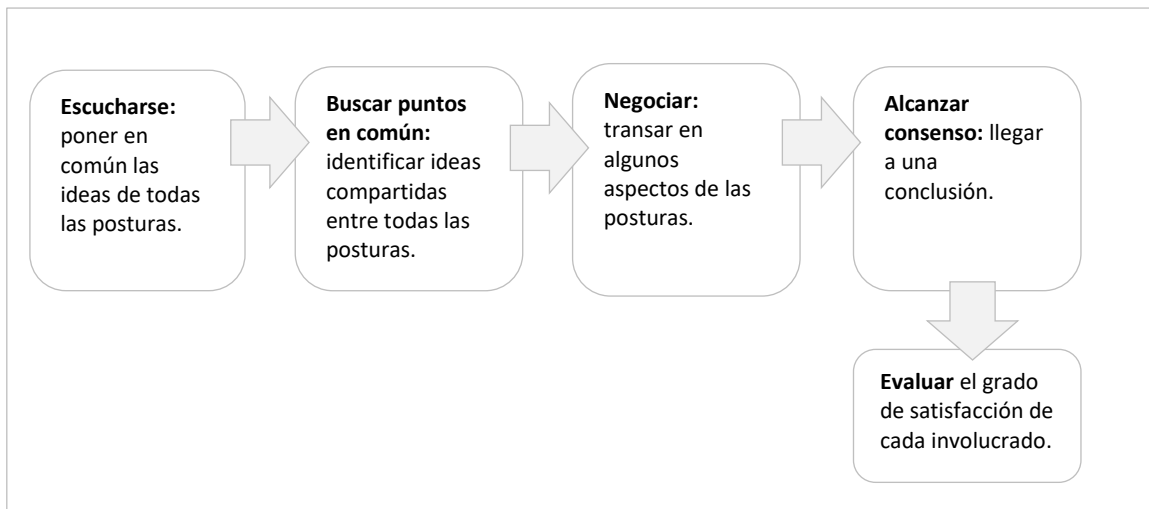 Escucharse:
poner en
común las
ideas de todas
las posturas.
Buscar puntos
en común:
identificar ideas
compartidas
entre todas las
posturas.
Negociar:
transar en
algunos
aspectos de las
posturas.
Alcanzar
consenso: llegar
a una
conclusión.
Evaluar el grado
de satisfacción de
cada involucrado.